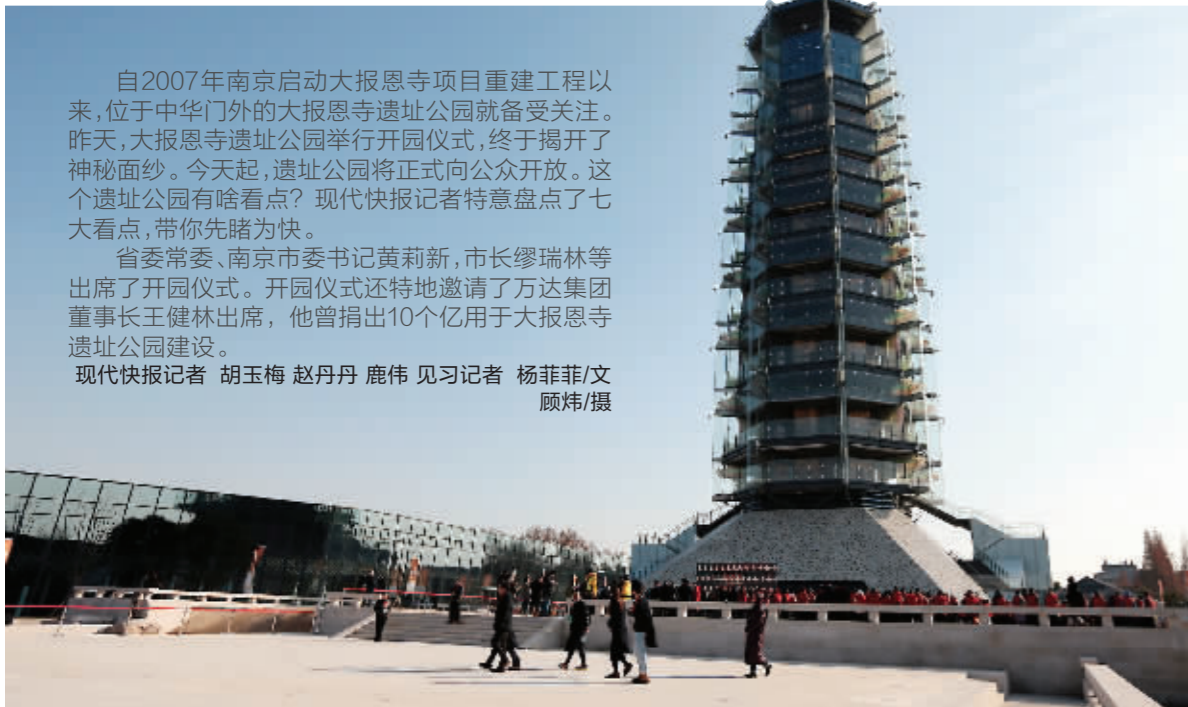 自2007年南京启动大报恩寺项目重建工程以
来,位于中华门外的大报恩寺遗址公园就备受关注。
昨天,大报恩寺遗址公园举行开园仪式,终于揭开了
神秘面纱。今天起,遗址公园将正式向公众开放。这
个遗址公园有啥看点？现代快报记者特意盘点了七
大看点,带你先睹为快。
省委常委、南京市委书记黄莉新,市长缪瑞林等
出席了开园仪式。开园仪式还特地邀请了万达集团
董事长王健林出席，他曾捐出10个亿用于大报恩寺
遗址公园建设。
现代快报记者 胡玉梅 赵丹丹 鹿伟 见习记者 杨菲菲/文
顾炜/摄